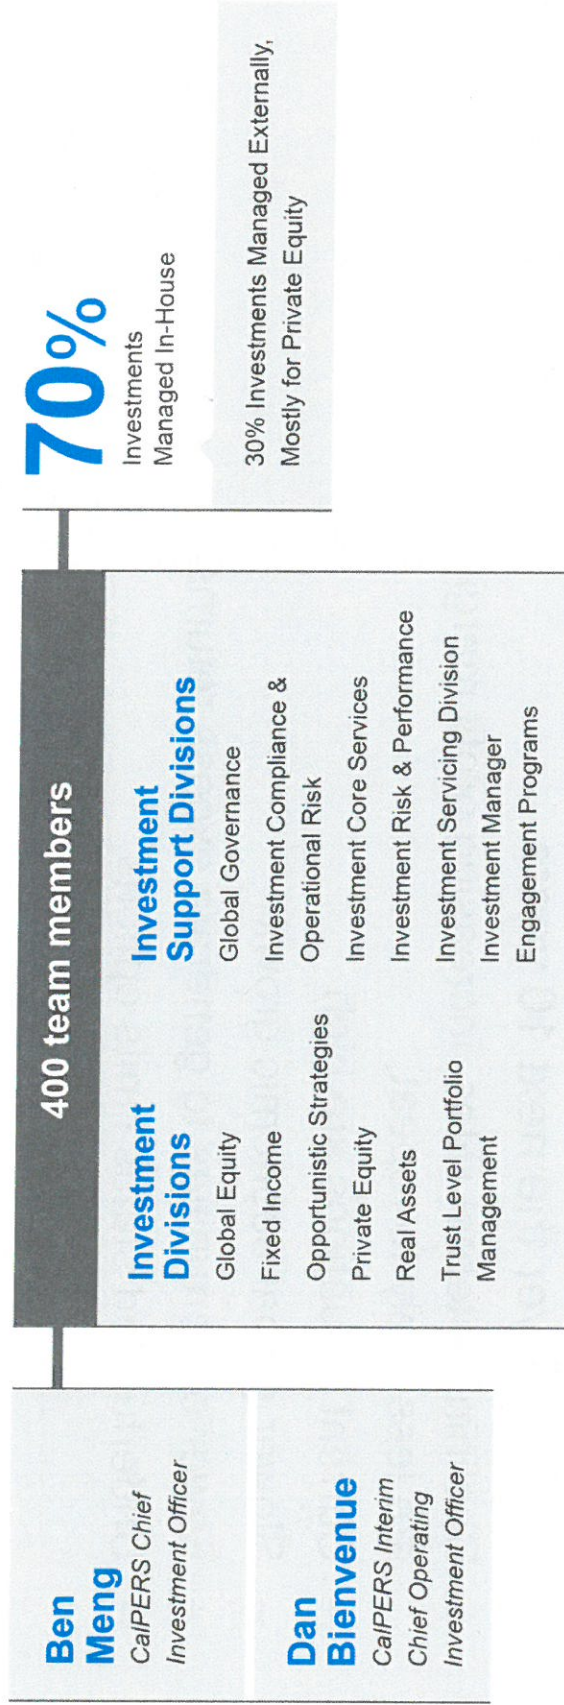 Ben
Meng
CalPERS Chief
Investment Officer
Dan
Bienvenue
CalPERS Interim
Chief Operating
Investment Officer
400 team members
Investment
Divisions
Global Equity
Fixed Income
Opportunistic Strategies
Private Equity
Real Assets
Trust Level Portfolio
Management
Investment
Support Divisions
Global Governance
Investment Compliance &
Operational Risk
Investment Core Services
Investment Risk & Performance
Investment Servicing Division
Investment Manager
Engagement Programs
70%
Investments
Managed In-House
30% Investments Managed Externally,
Mostly for Private Equity